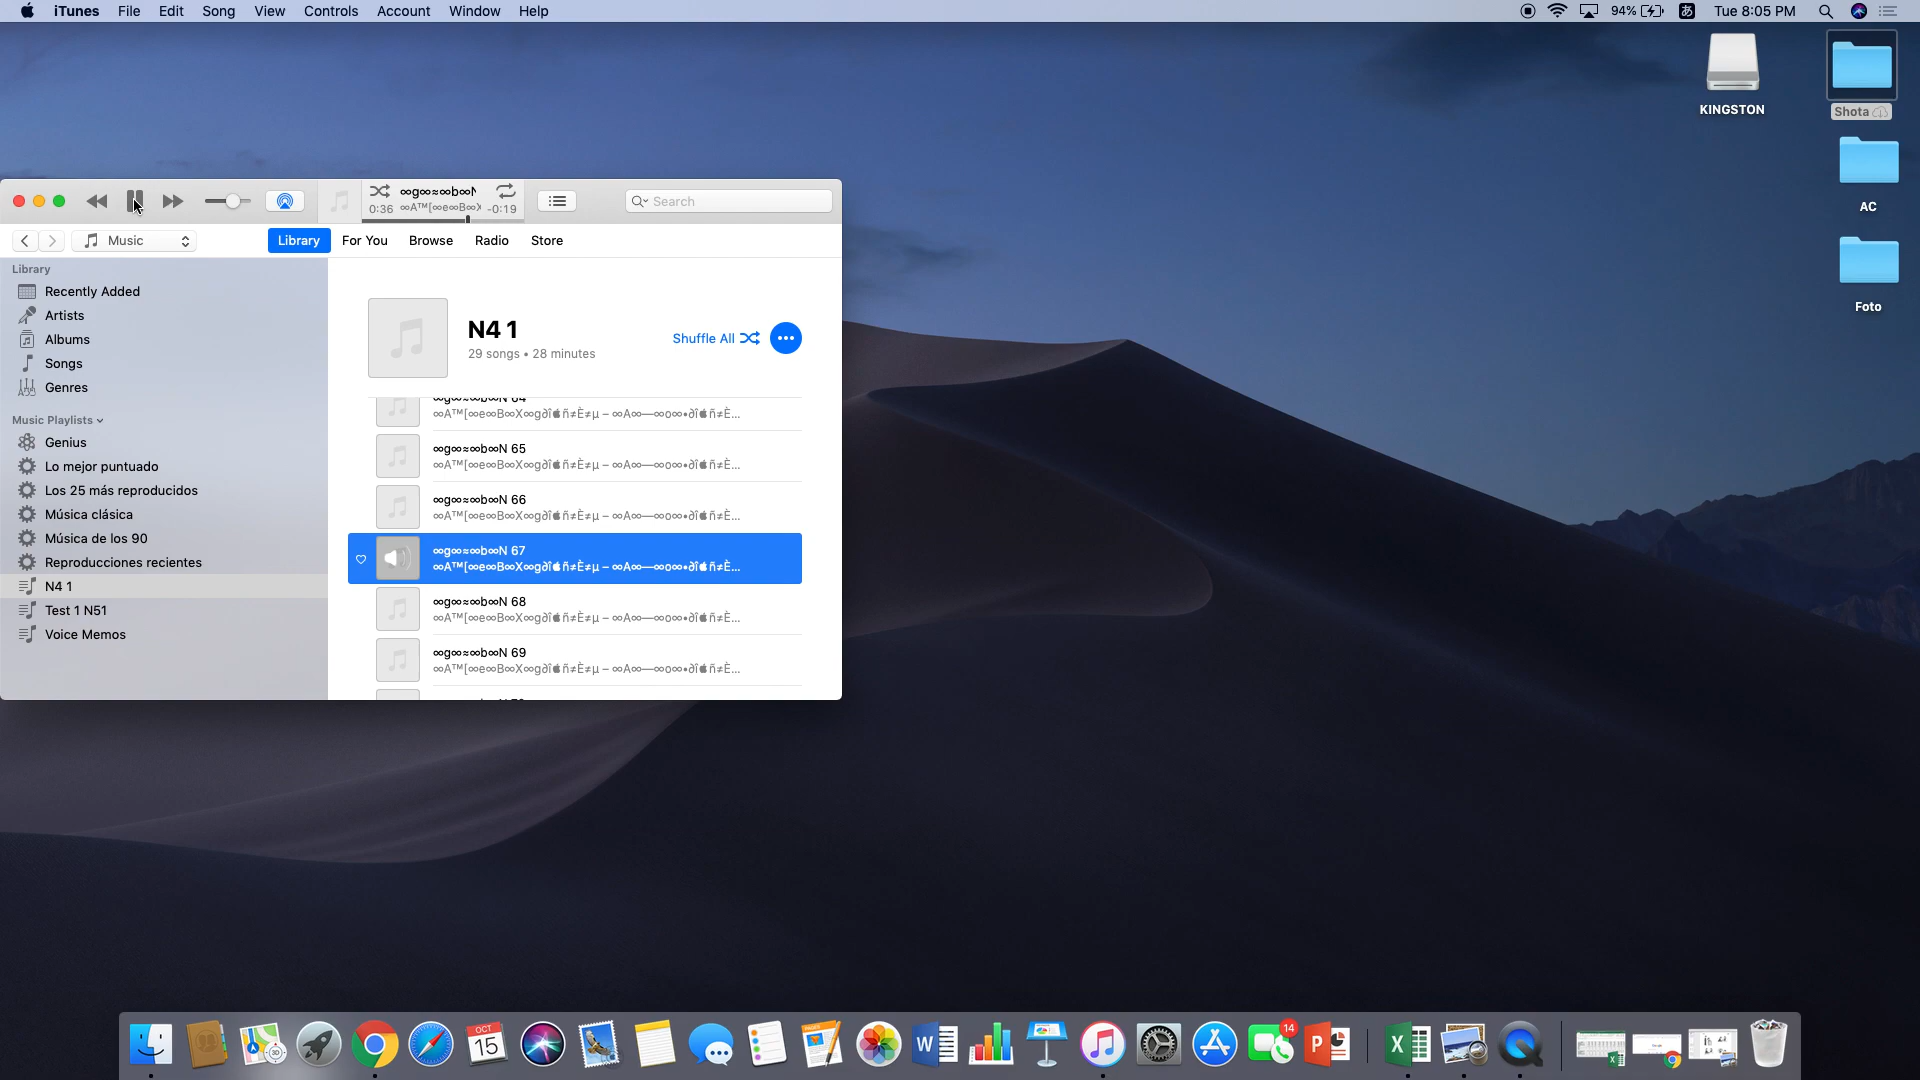 iTunes File Edit Song View Controls Account Window Help
94% あ Tue 8:05 PM
KINGSTON
Shota
AC
Foto
∞g∞≈∞b∞N
0:36 -0:19
Search
Music
Library For You Browse Radio Store
Library
Recently Added
Artists
Albums
Songs
Genres
Music Playlists
Genius
Lo mejor puntuado
Los 25 más reproducidos
Música clásica
Música de los 90
Reproducciones recientes
N4 1
Test 1 N51
Voice Memos
N4 1
29 songs • 28 minutes
Shuffle All
∞g∞≈∞b∞N 65
∞g∞≈∞b∞N 66
∞g∞≈∞b∞N 67
∞g∞≈∞b∞N 68
∞g∞≈∞b∞N 69
OCT
15
14